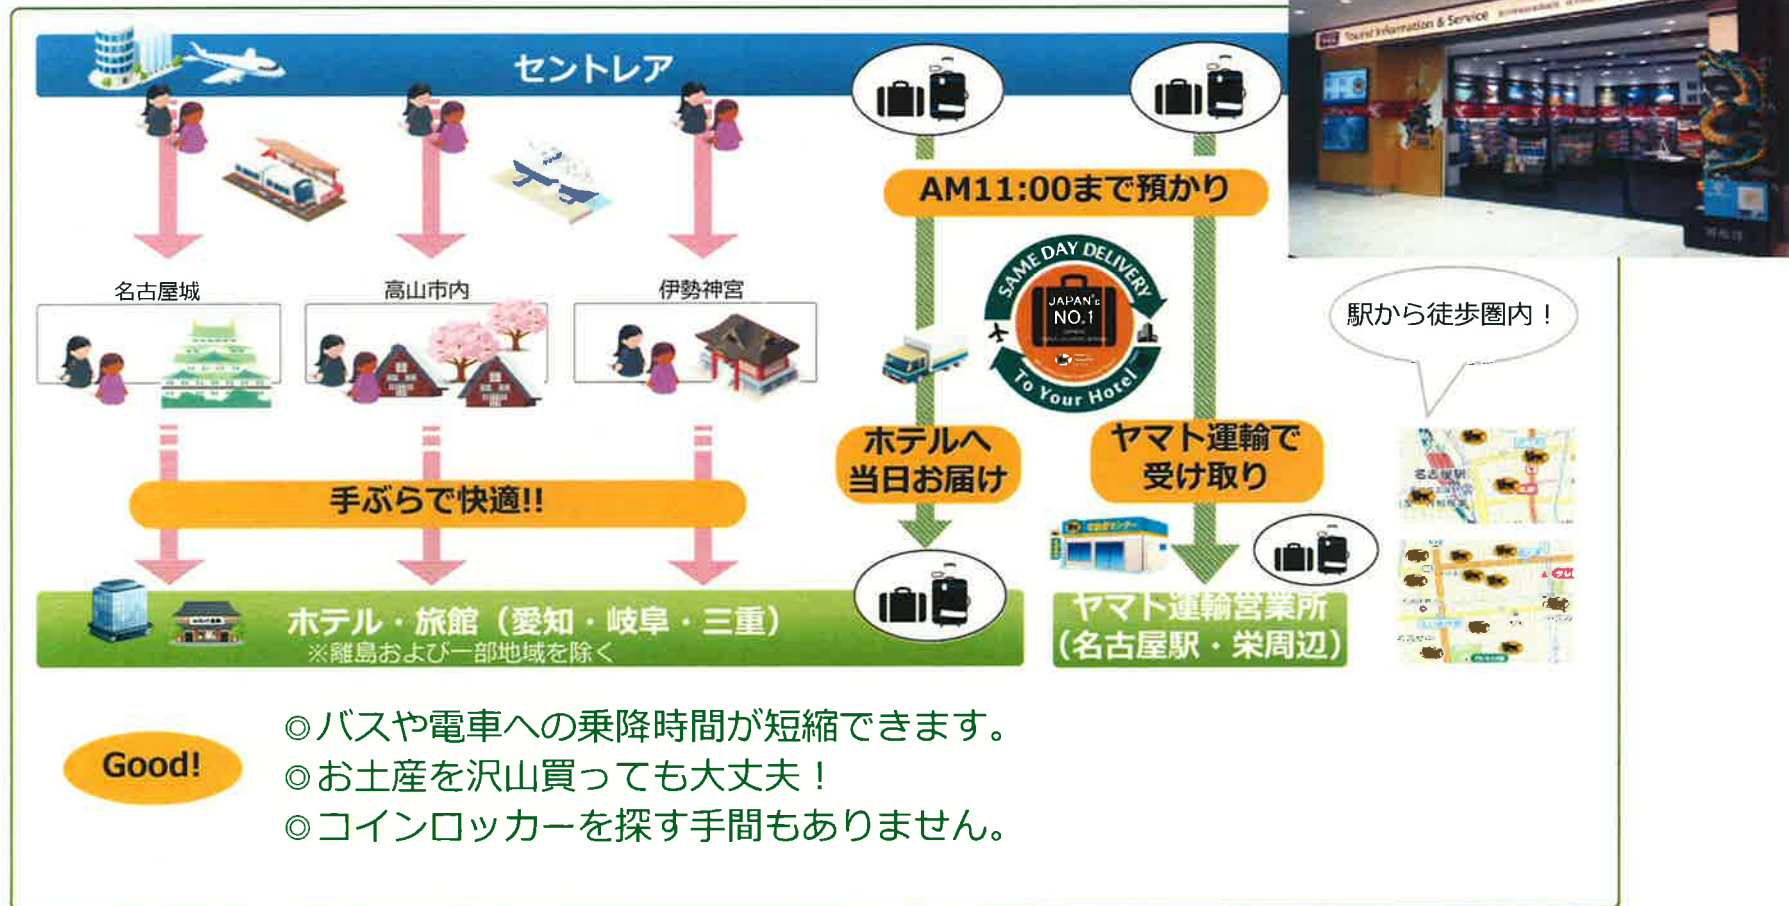 セントレア
Tourist Information & Service
AM11:00まで預かり
SAME DAY DELIVERY
JAPAN's
NO.1
To Your Hotel
名古屋城
高山市内
伊勢神宮
駅から徒歩圏内！
ホテルへ
当日お届け
ヤマト運輸で
受け取り
手ぶらで快適!!
名古屋駅
ホテル・旅館（愛知・岐阜・三重）
※離島および一部地域を除く
ヤマト運輸営業所
（名古屋駅・栄周辺）
Good!
◎バスや電車への乗降時間が短縮できます。
◎お土産を沢山買っても大丈夫！
◎コインロッカーを探す手間もありません。